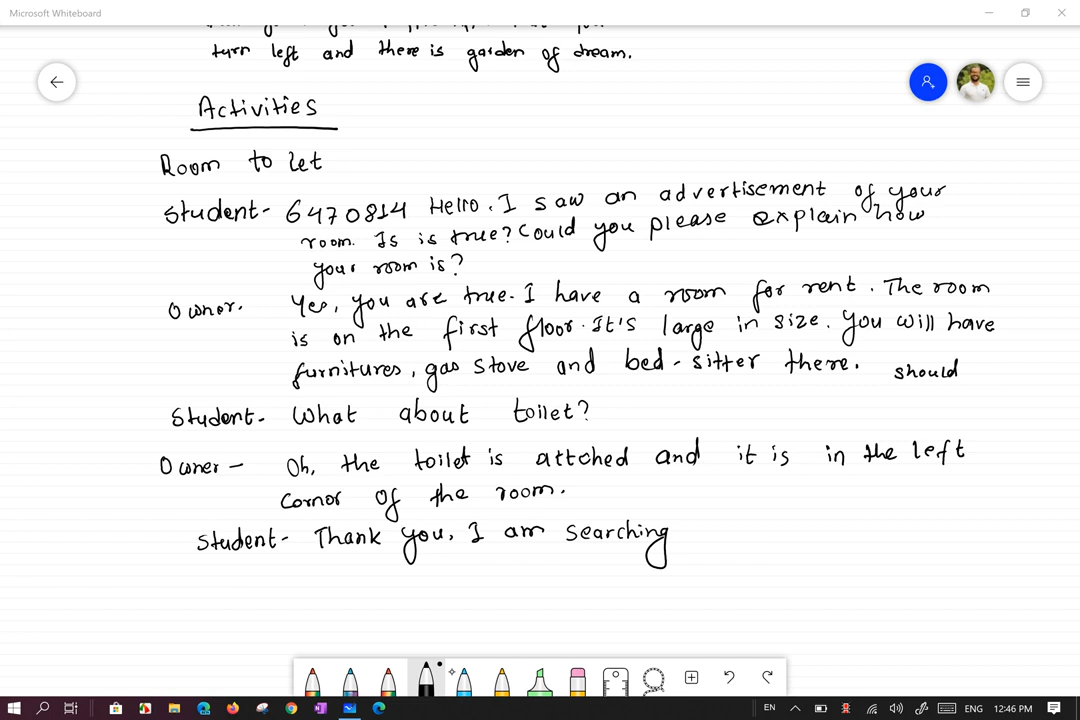 Microsoft Whiteboard
turn left and there is garden of dream.
Activities
Room to let
Student- 6470814 Hello. I saw an advertisement of your
room. Is is true? Could you please explain how
your room is?
Owner. Yes, you are true. I have a room for rent. The room
is on the first floor. It's large in size. You will have
furnitures, gas stove and bed-sitter there. should
Student- What about toilet?
Owner- Oh, the toilet is attched and it is in the left
cornor of the room.
Student- Thank you. I am searching
EN
ENG 12:46 PM